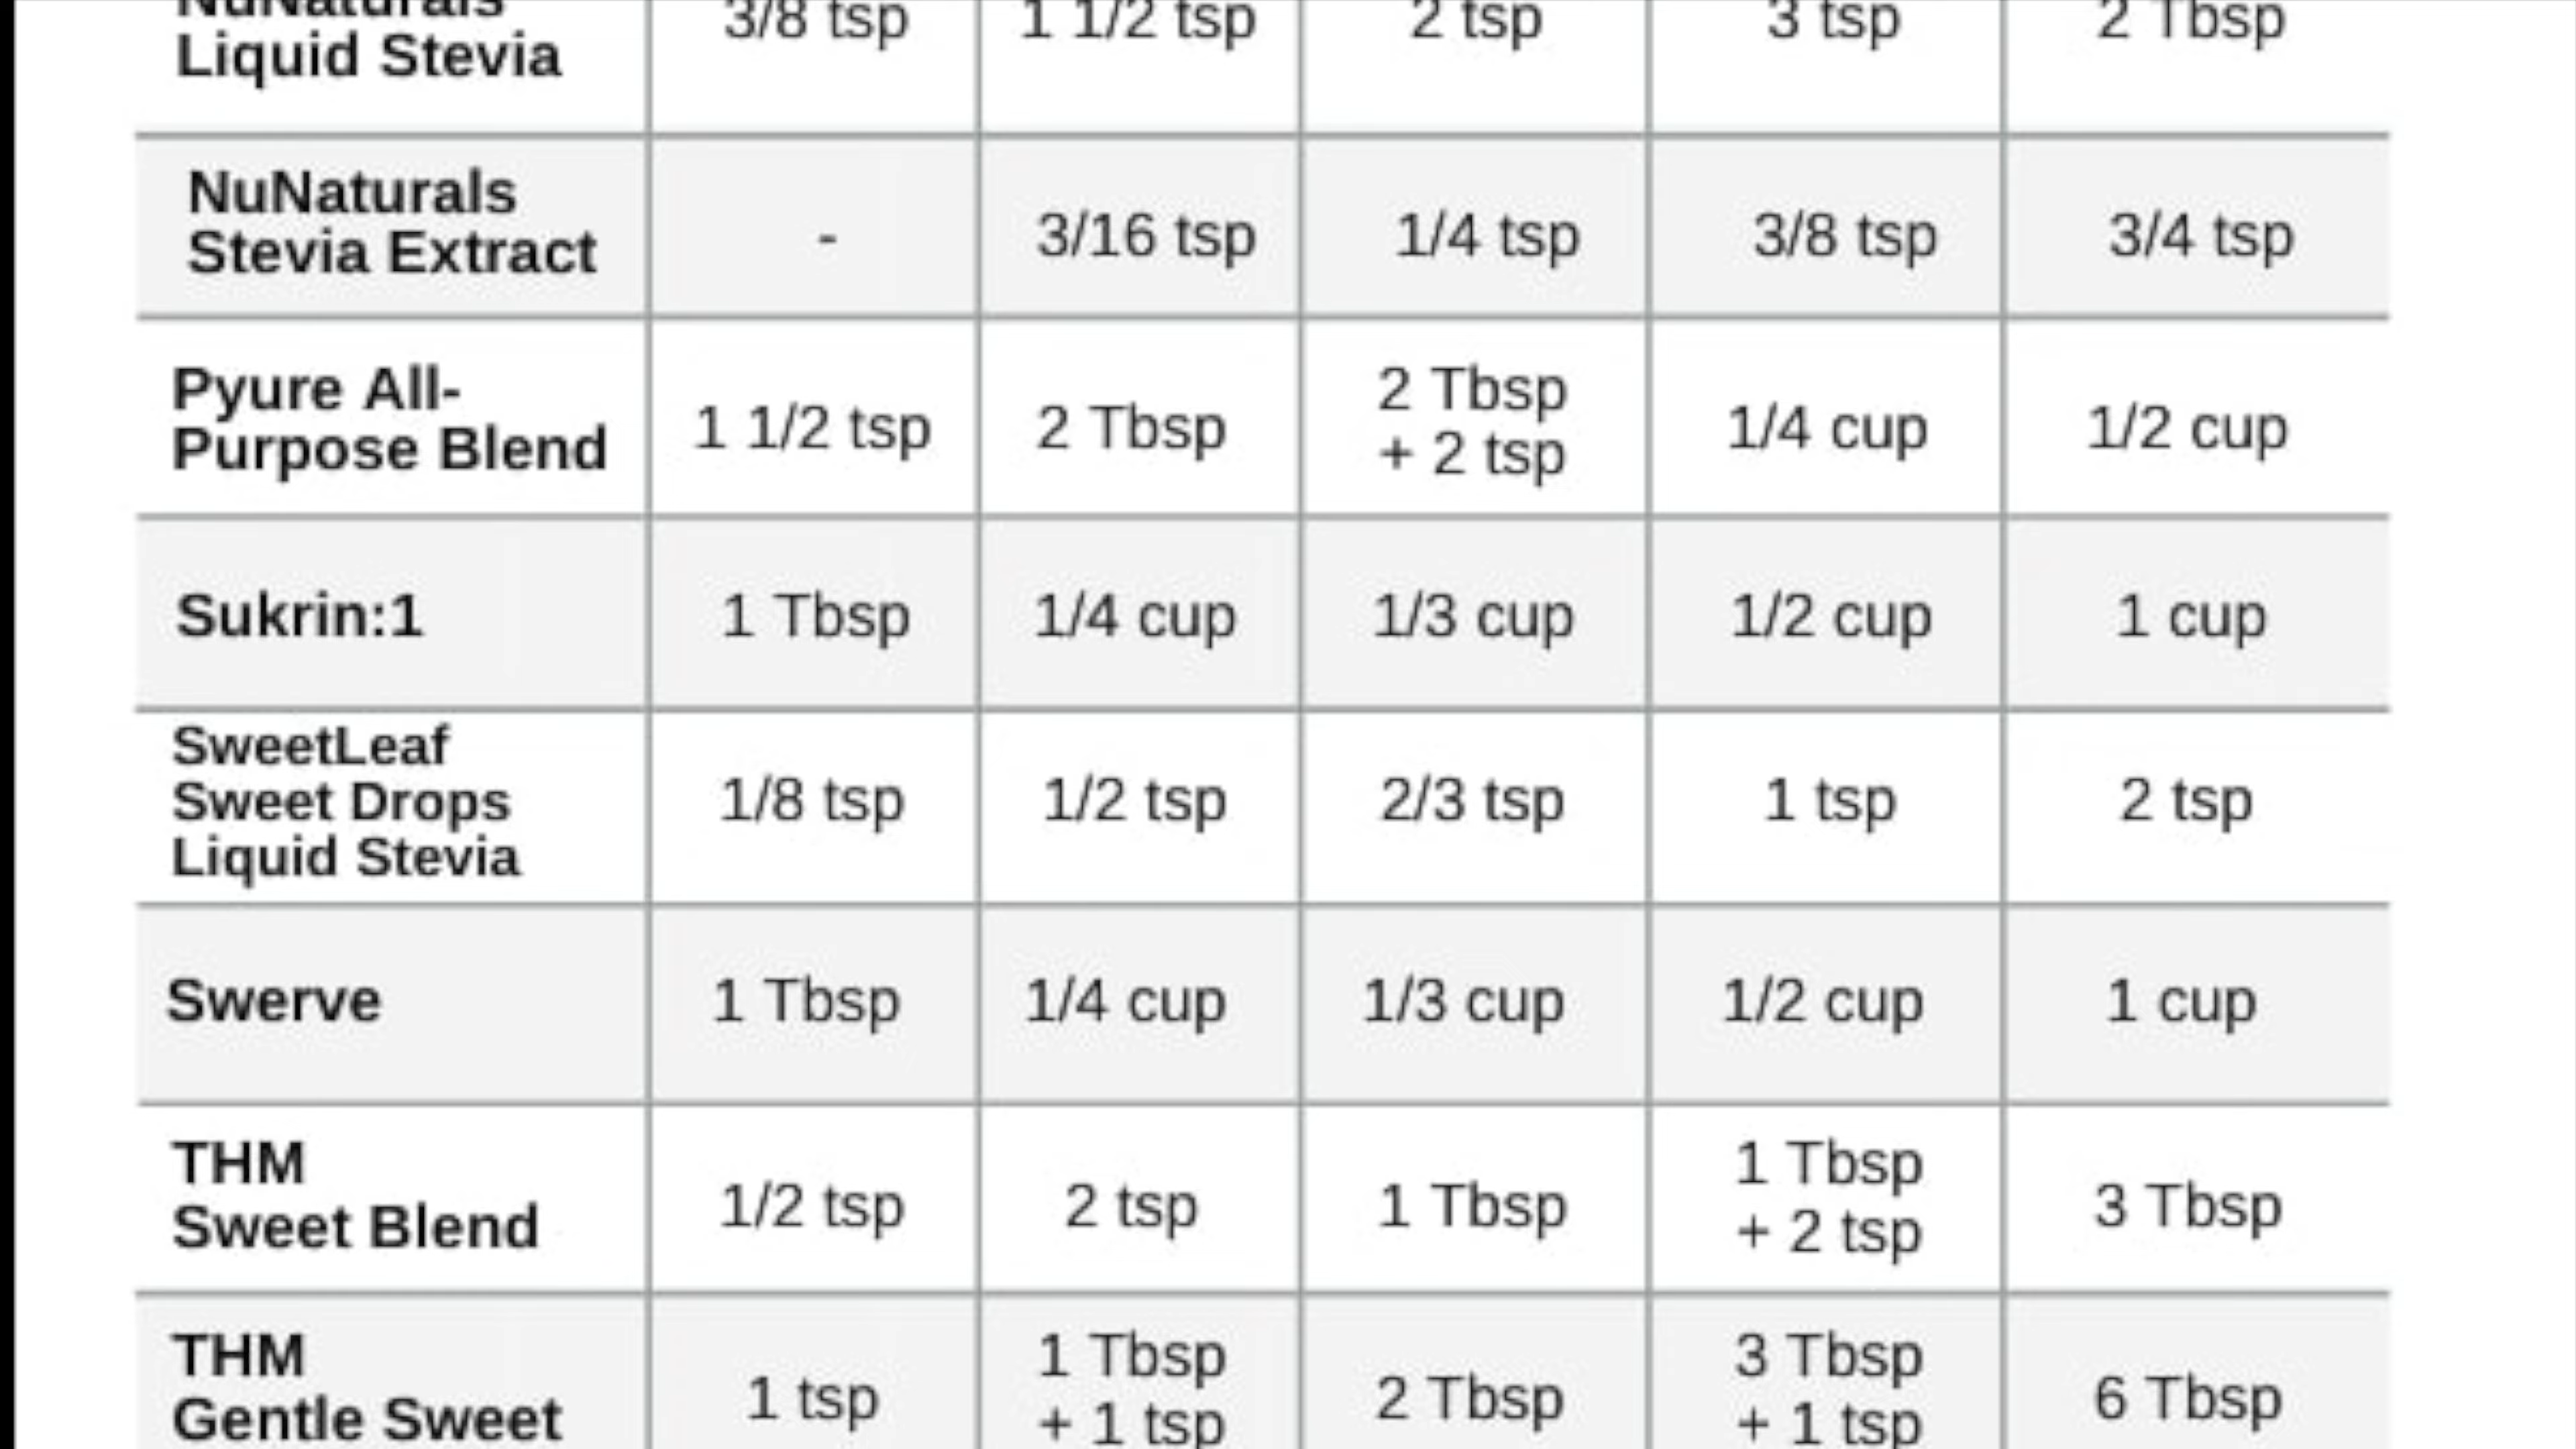 NuNaturals
Liquid Stevia
3/8 tsp
1 1/2 tsp
2 tsp
3 tsp
2 Tbsp
NuNaturals
Stevia Extract
-
3/16 tsp
1/4 tsp
3/8 tsp
3/4 tsp
Pyure All-
Purpose Blend
1 1/2 tsp
2 Tbsp
2 Tbsp
+ 2 tsp
1/4 cup
1/2 cup
Sukrin:1
1 Tbsp
1/4 cup
1/3 cup
1/2 cup
1 cup
SweetLeaf
Sweet Drops
Liquid Stevia
1/8 tsp
1/2 tsp
2/3 tsp
1 tsp
2 tsp
Swerve
1 Tbsp
1/4 cup
1/3 cup
1/2 cup
1 cup
THM
Sweet Blend
1/2 tsp
2 tsp
1 Tbsp
1 Tbsp
+ 2 tsp
3 Tbsp
THM
Gentle Sweet
1 tsp
1 Tbsp
+ 1 tsp
2 Tbsp
3 Tbsp
+ 1 tsp
6 Tbsp